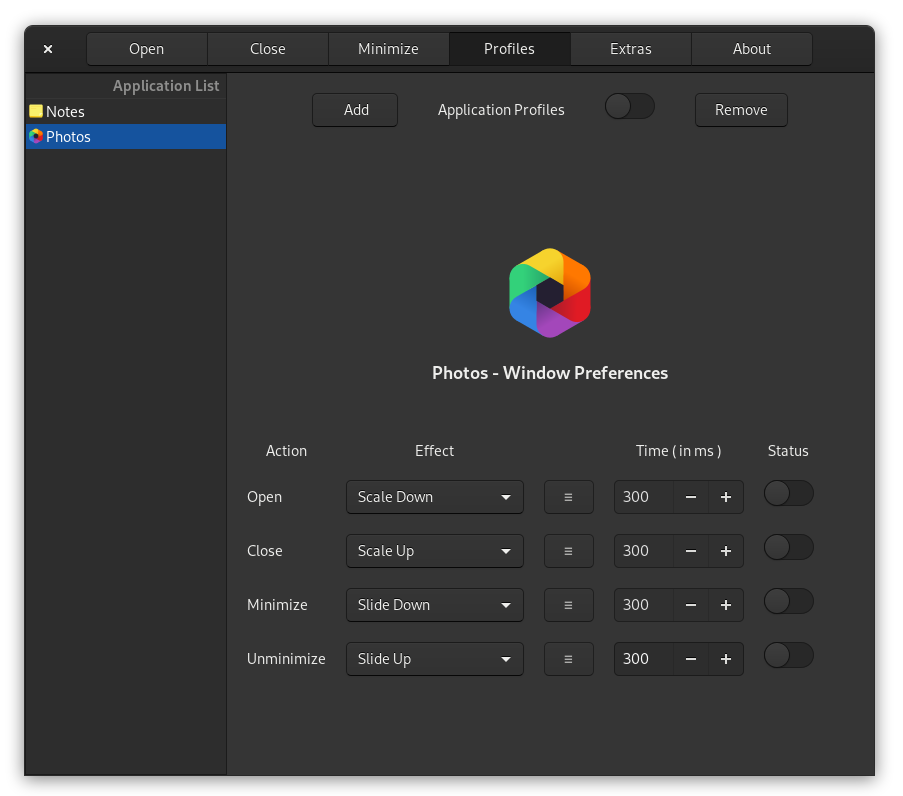 Open Close Minimize Profiles Extras About
Application List
Notes
Photos
Add Application Profiles Remove
Photos - Window Preferences
Action Effect Time ( in ms ) Status
Open Scale Down 300
Close Scale Up 300
Minimize Slide Down 300
Unminimize Slide Up 300